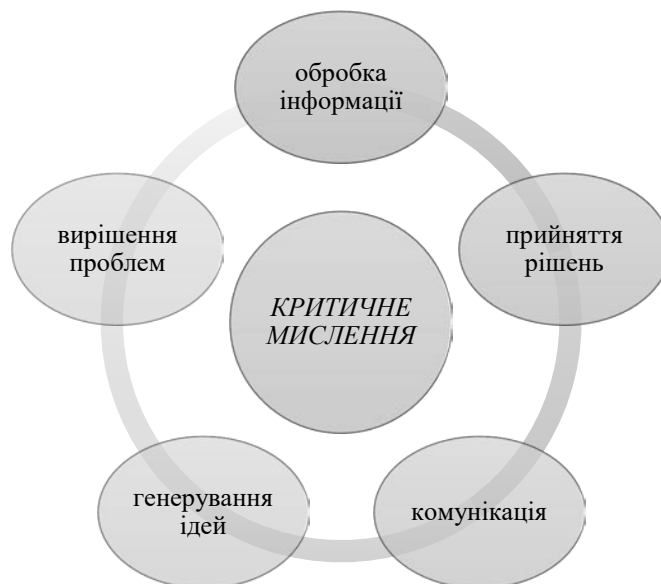 обробка
інформації
вирішення
проблем
прийняття
рішень
КРИТИЧНЕ
МИСЛЕННЯ
генерування
ідей
комунікація